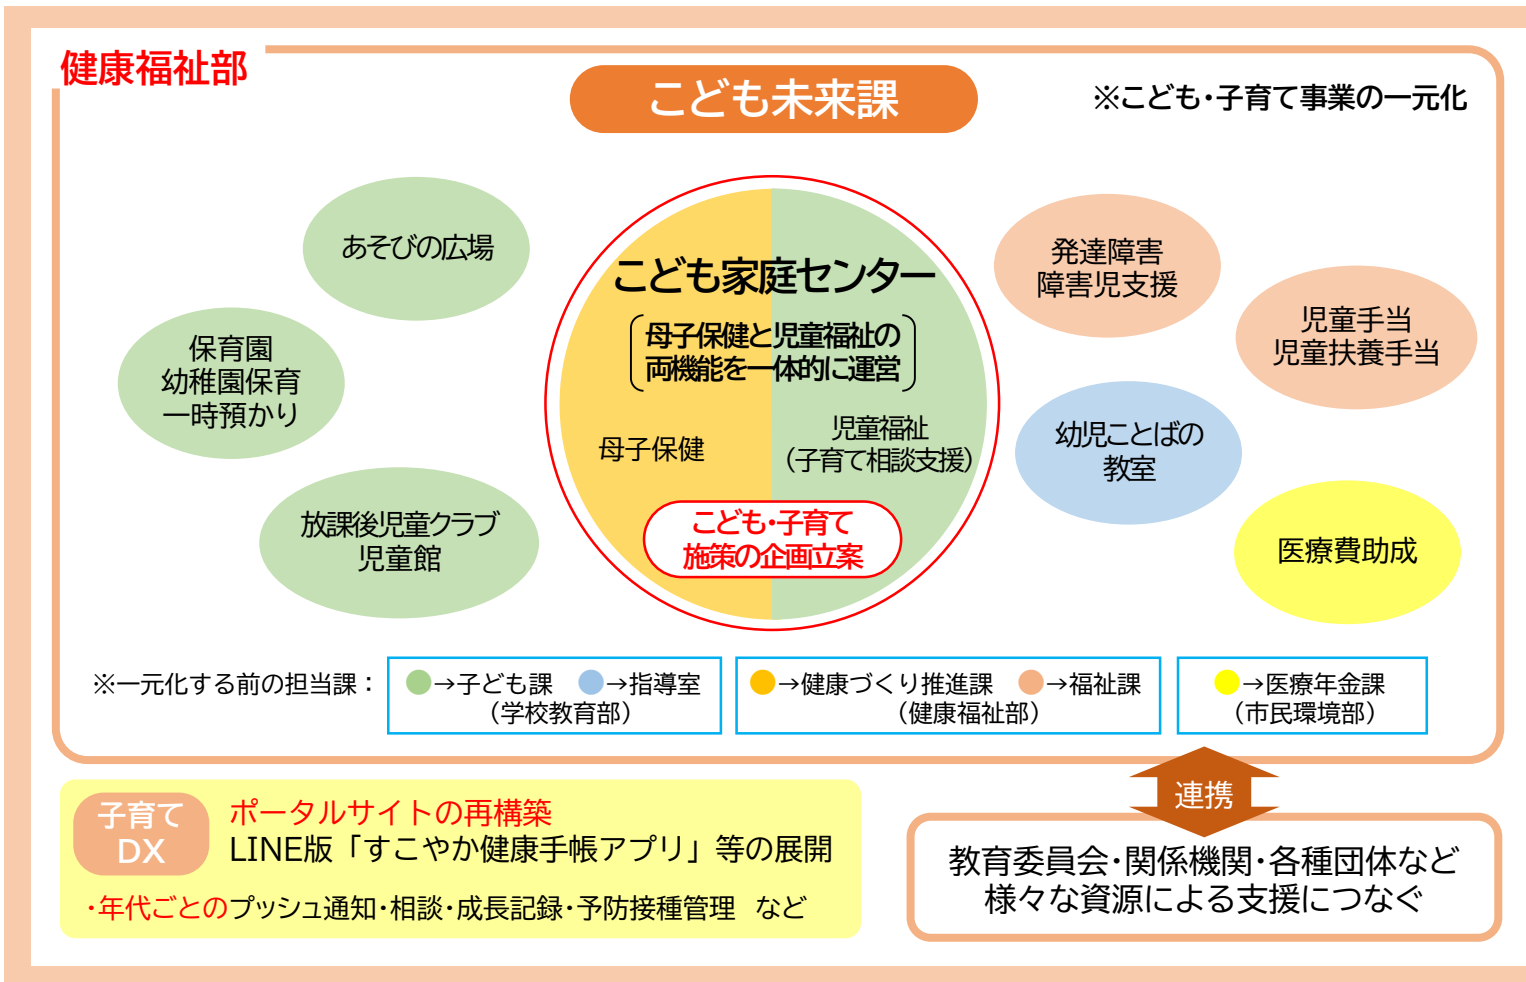 健康福祉部
こども未来課
※こども・子育て事業の一元化
あそびの広場
保育園
幼稚園保育
一時預かり
放課後児童クラブ
児童館
こども家庭センター
母子保健と児童福祉の
両機能を一体的に運営
母子保健
児童福祉
（子育て相談支援）
こども・子育て
施策の企画立案
発達障害
障害児支援
児童手当
児童扶養手当
幼児ことばの
教室
医療費助成
※一元化する前の担当課：
→子ども課 →指導室
（学校教育部）
→健康づくり推進課 →福祉課
（健康福祉部）
→医療年金課
（市民環境部）
子育て
DX
ポータルサイトの再構築
LINE版「すこやか健康手帳アプリ」等の展開
・年代ごとのプッシュ通知・相談・成長記録・予防接種管理　など
連携
教育委員会・関係機関・各種団体など
様々な資源による支援につなぐ